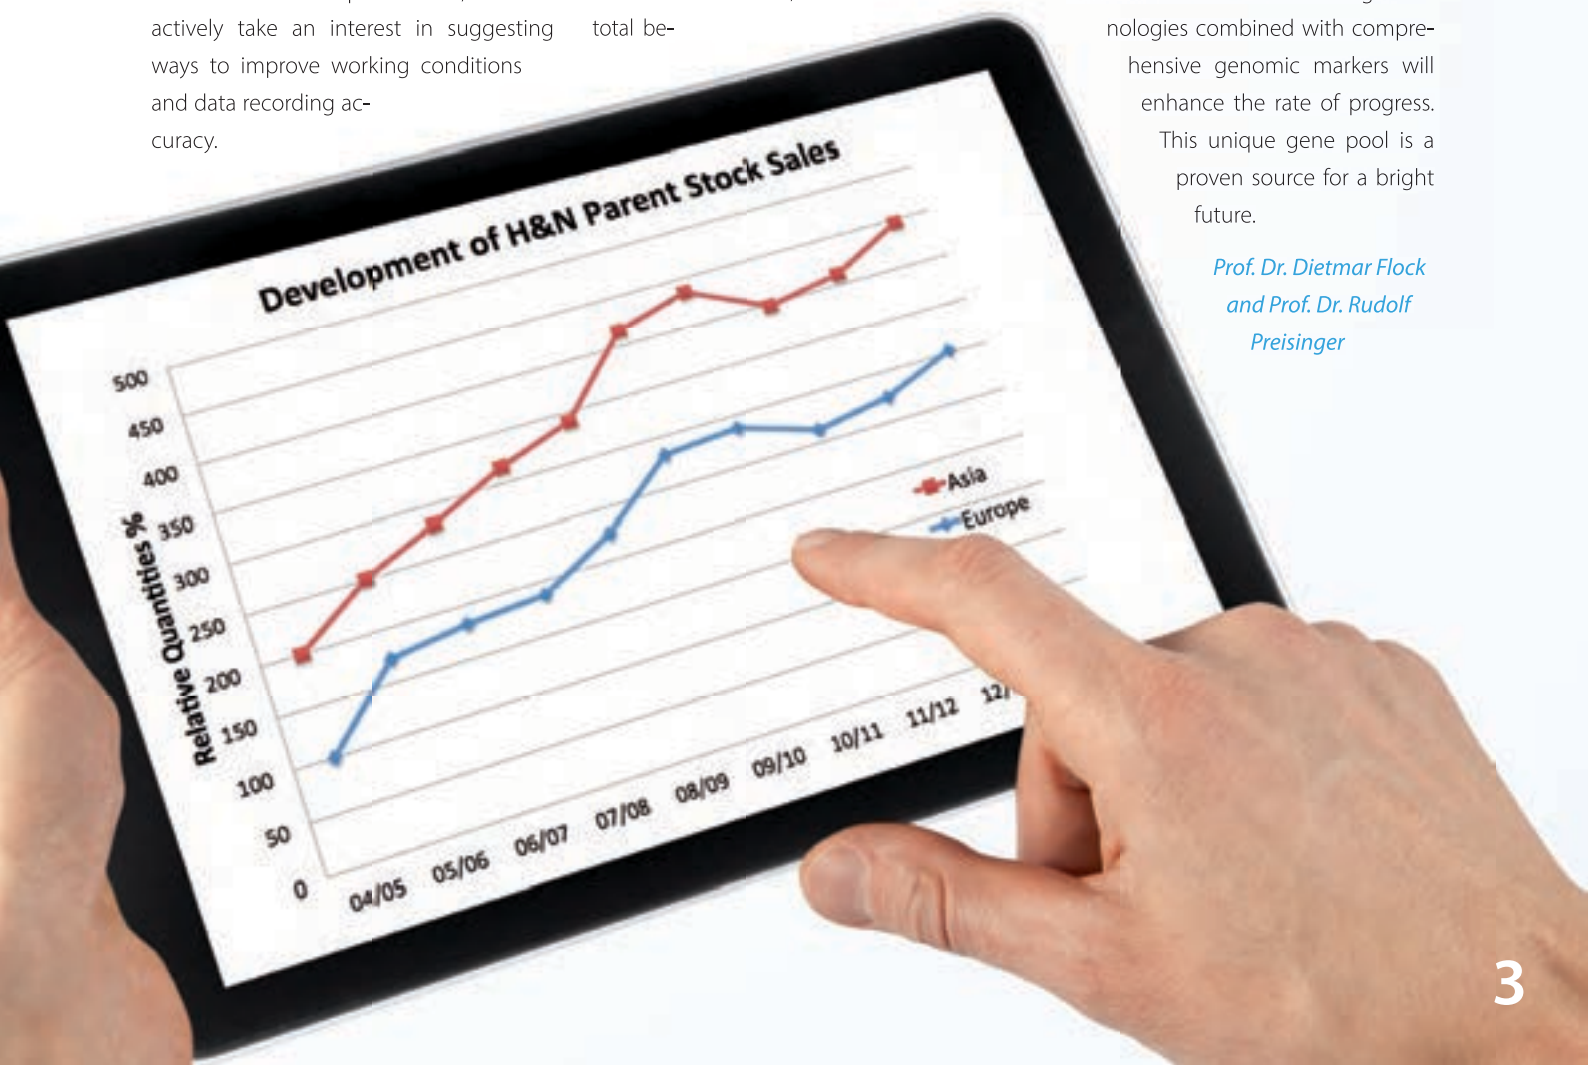 actively take an interest in suggesting
ways to improve working conditions
and data recording ac-
curacy.
total be-
nologies combined with compre-
hensive genomic markers will
enhance the rate of progress.
This unique gene pool is a
proven source for a bright
future.
Prof. Dr. Dietmar Flock
and Prof. Dr. Rudolf
Preisinger
Development of H&N Parent Stock Sales
Relative Quantities %
500
450
400
350
300
250
200
150
100
50
0
04/05
05/06
06/07
07/08
08/09
09/10
10/11
11/12
12/
Asia
Europe
3